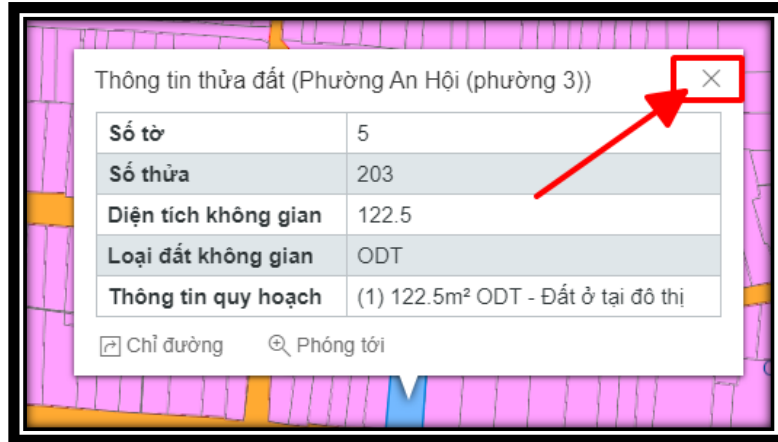 Thông tin thửa đất (Phường An Hội (phường 3))
Số tờ 5
Số thửa 203
Diện tích không gian 122.5
Loại đất không gian ODT
Thông tin quy hoạch (1) 122.5m² ODT - Đất ở tại đô thị
Chỉ đường Phóng tới